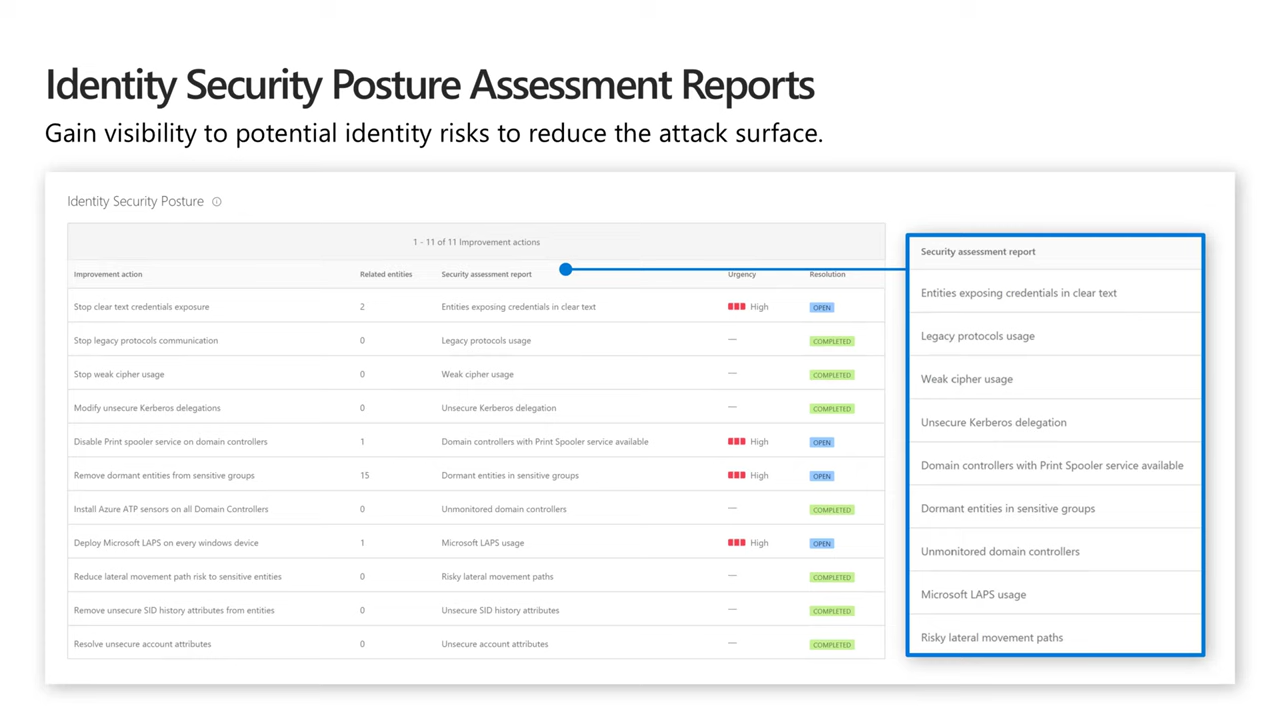 Identity Security Posture Assessment Reports
Gain visibility to potential identity risks to reduce the attack surface.
Identity Security Posture
1 - 11 of 11 Improvement actions
Improvement action Related entities Security assessment report Urgency Resolution
Stop clear text credentials exposure 2 Entities exposing credentials in clear text High OPEN
Stop legacy protocols communication 0 Legacy protocols usage — COMPLETED
Stop weak cipher usage 0 Weak cipher usage — COMPLETED
Modify unsecure Kerberos delegations 0 Unsecure Kerberos delegation — COMPLETED
Disable Print spooler service on domain controllers 1 Domain controllers with Print Spooler service available High OPEN
Remove dormant entities from sensitive groups 15 Dormant entities in sensitive groups High OPEN
Install Azure ATP sensors on all Domain Controllers 0 Unmonitored domain controllers — COMPLETED
Deploy Microsoft LAPS on every windows device 1 Microsoft LAPS usage High OPEN
Reduce lateral movement path risk to sensitive entities 0 Risky lateral movement paths — COMPLETED
Remove unsecure SID history attributes from entities 0 Unsecure SID history attributes — COMPLETED
Resolve unsecure account attributes 0 Unsecure account attributes — COMPLETED
Security assessment report
Entities exposing credentials in clear text
Legacy protocols usage
Weak cipher usage
Unsecure Kerberos delegation
Domain controllers with Print Spooler service available
Dormant entities in sensitive groups
Unmonitored domain controllers
Microsoft LAPS usage
Risky lateral movement paths